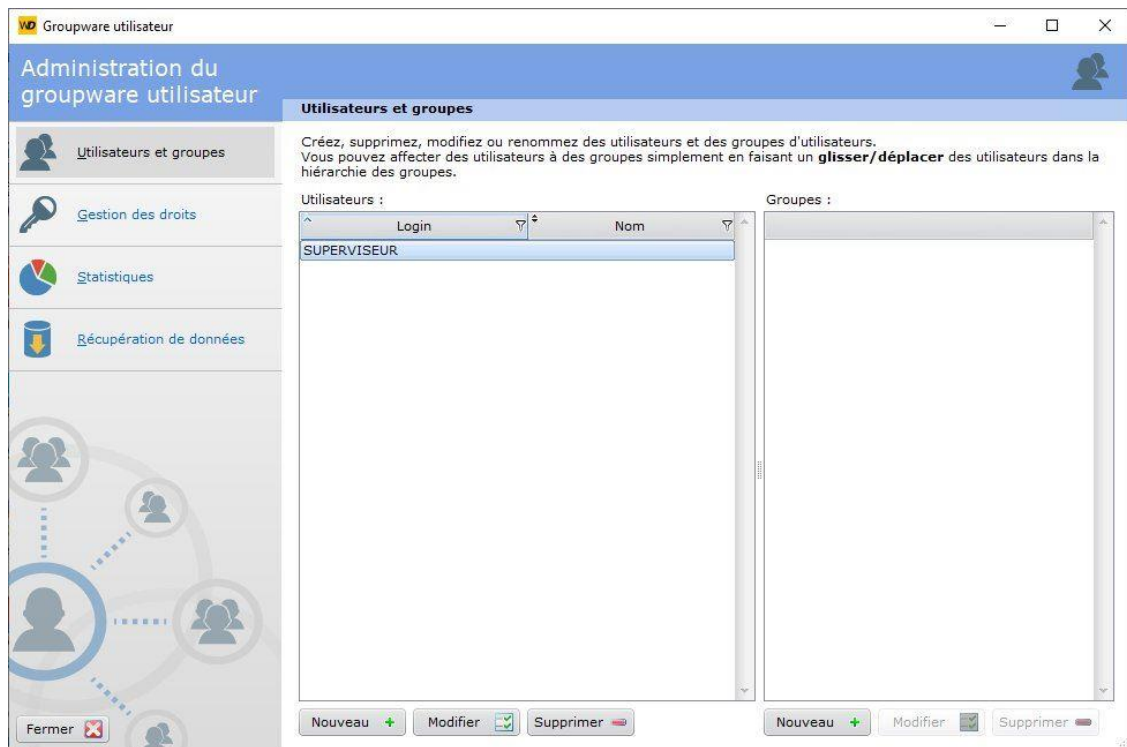 WD Groupware utilisateur
Administration du
groupware utilisateur
Utilisateurs et groupes
Gestion des droits
Statistiques
Récupération de données
Fermer
Utilisateurs et groupes
Créez, supprimez, modifiez ou renommez des utilisateurs et des groupes d'utilisateurs.
Vous pouvez affecter des utilisateurs à des groupes simplement en faisant un glisser/déplacer des utilisateurs dans la
hiérarchie des groupes.
Utilisateurs :
Login Nom
SUPERVISEUR
Nouveau Modifier Supprimer
Groupes :
Nouveau Modifier Supprimer